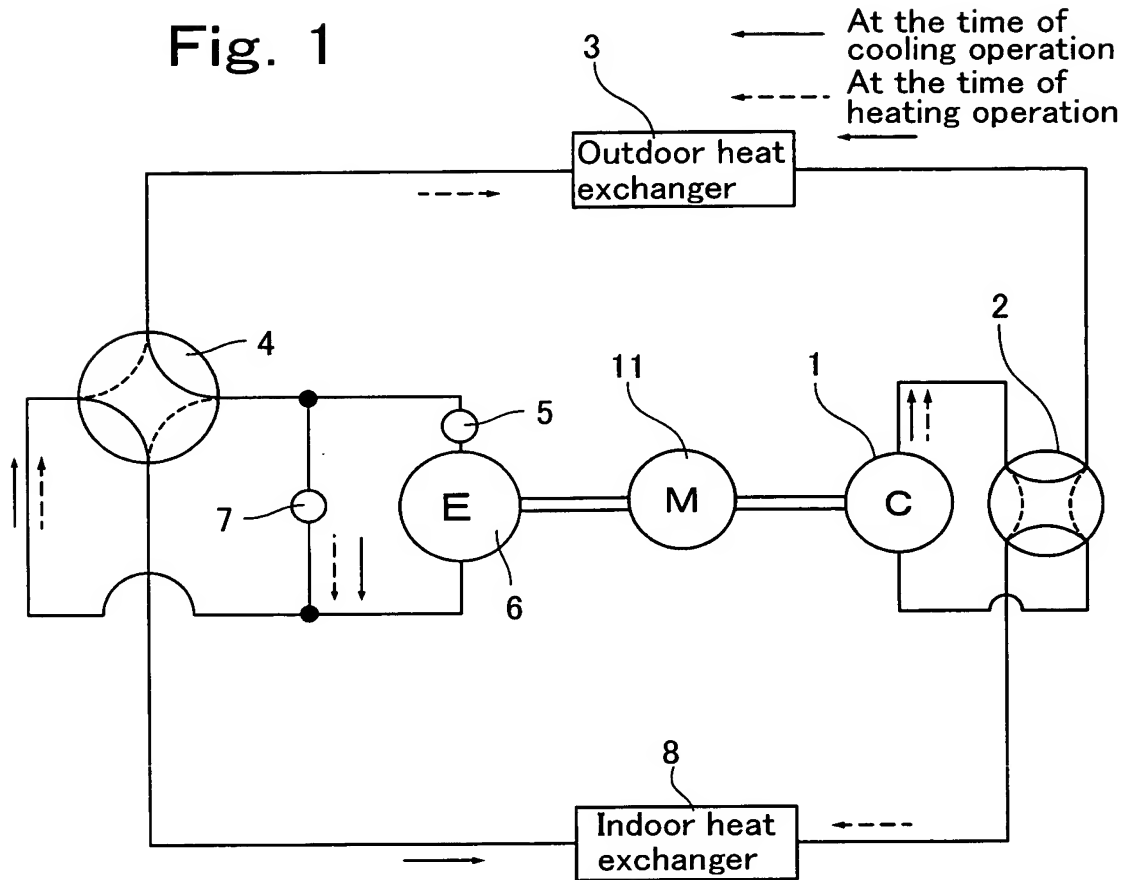 Fig. 1
At the time of
cooling operation
At the time of
heating operation
3
Outdoor heat
exchanger
4
2
11
1
5
7
E
M
C
6
8
Indoor heat
exchanger